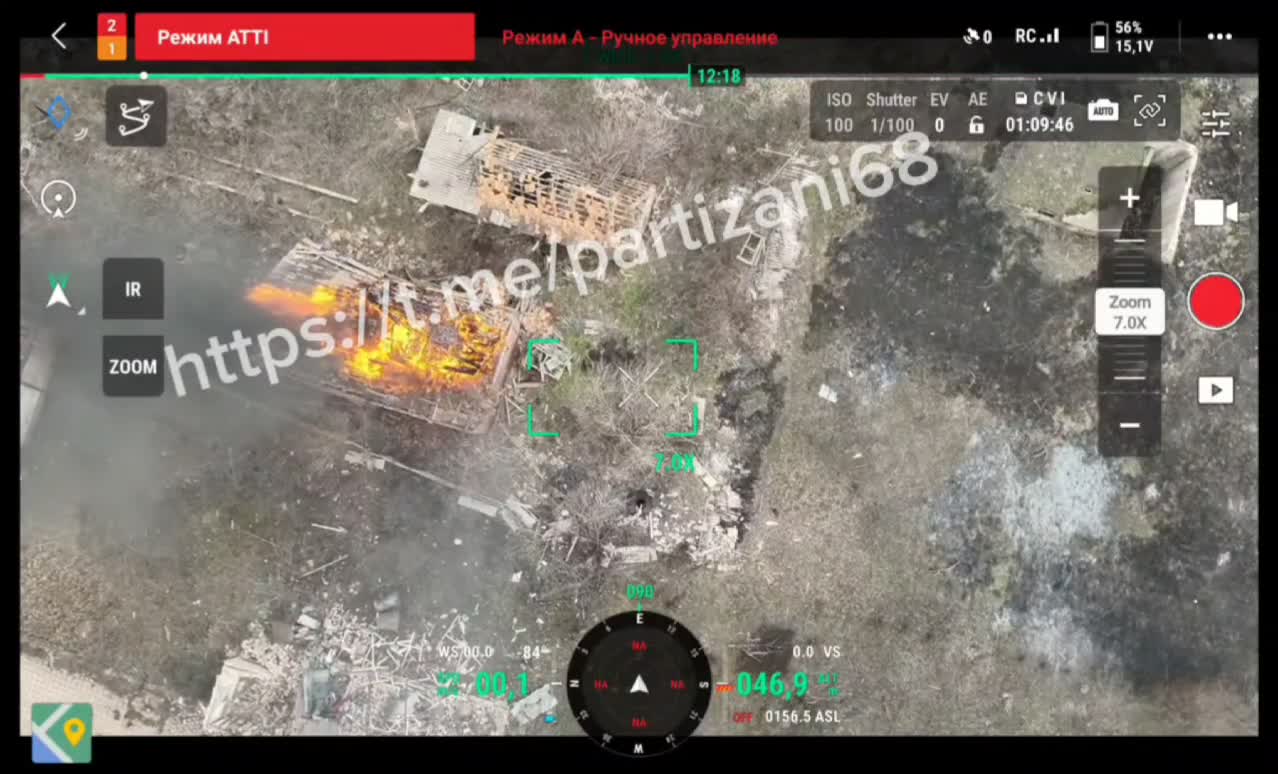 2
1
Режим ATTI
Режим А - Ручное управление
0
RC
56%
15,1V
12:18
ISO Shutter EV AE CVI
100 1/100 0 01:09:46
AUTO
https://t.me/partizani68
IR
ZOOM
Zoom
7.0X
7.0X
090
E
N S
W
NA
NA NA
NA
WS 00.0 -84°
00,1
0.0 VS
046,9
OFF 0156.5 ASL